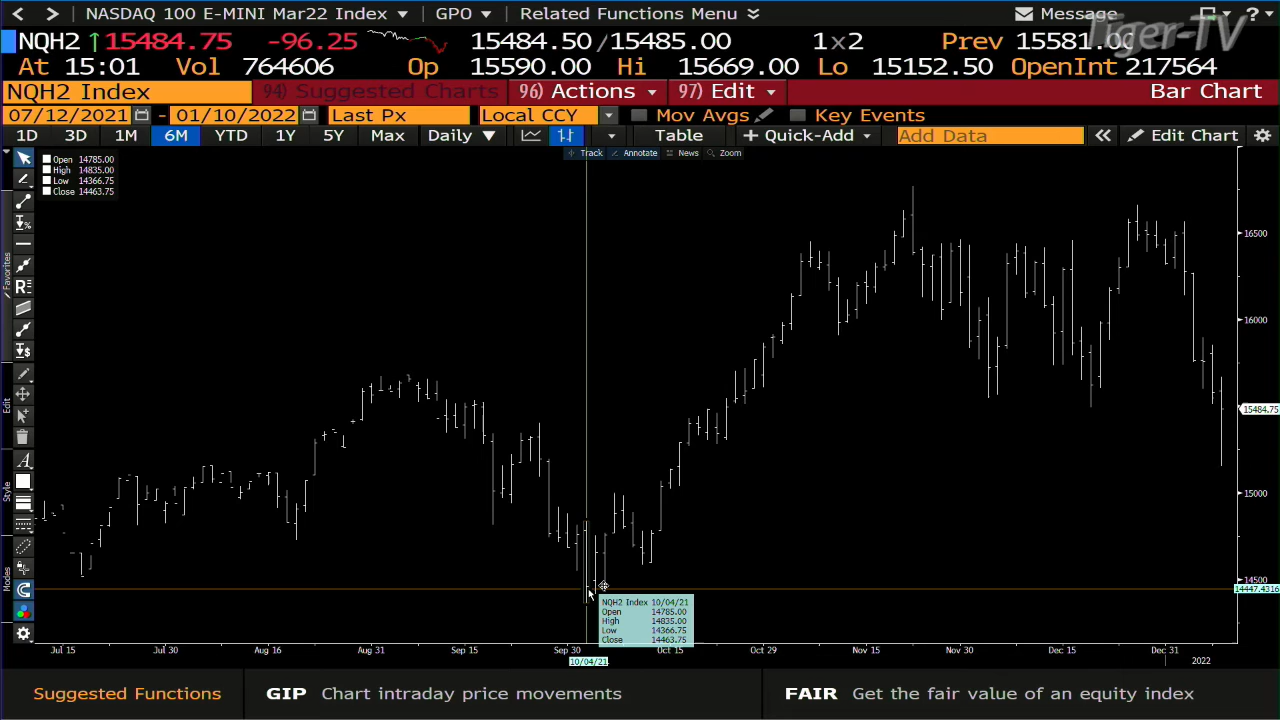 NASDAQ 100 E-MINI Mar22 Index GPO Related Functions Menu Message ?
Tiger-TV
NQH2 ↑15484.75 -96.25 15484.50/15485.00 1x2 Prev 15581.00
At 15:01 Vol 764606 Op 15590.00 Hi 15669.00 Lo 15152.50 OpenInt 217564
NQH2 Index 94) Suggested Charts 96) Actions 97) Edit Bar Chart
07/12/2021 - 01/10/2022 Last Px Local CCY Mov Avgs Key Events
1D 3D 1M 6M YTD 1Y 5Y Max Daily ▼ Table + Quick-Add Add Data « Edit Chart
Track Annotate News Zoom
Open 14785.00
High 14835.00
Low 14366.75
Close 14463.75
Favorites
Edit
Style
Modes
16500
16000
15484.75
15000
14500
14447.4316
NQH2 Index 10/04/21
Open 14785.00
High 14835.00
Low 14366.75
Close 14463.75
Jul 15 Jul 30 Aug 16 Aug 31 Sep 15 Sep 30 Oct 15 Oct 29 Nov 15 Nov 30 Dec 15 Dec 31
10/04/21 2022
Suggested Functions GIP Chart intraday price movements FAIR Get the fair value of an equity index